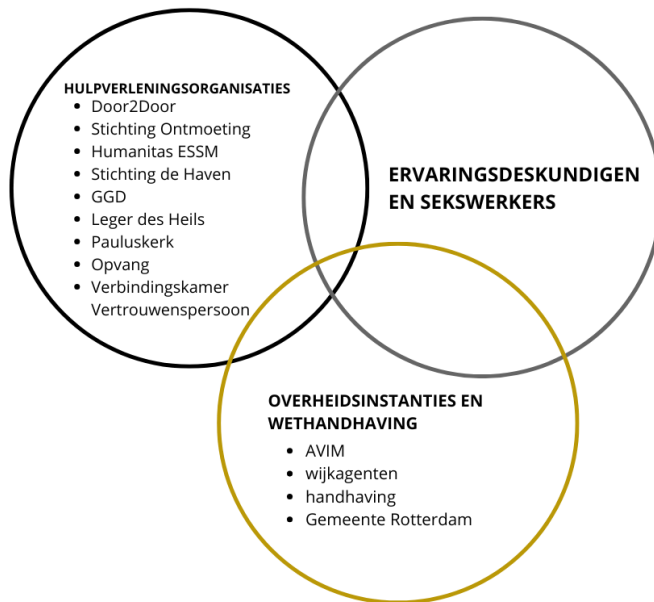 HULPVERLENINGSORGANISATIES
• Door2Door
• Stichting Ontmoeting
• Humanitas ESSM
• Stichting de Haven
• GGD
• Leger des Heils
• Pauluskerk
• Opvang
• Verbindingskamer
Vertrouwenspersoon
ERVARINGSDESKUNDIGEN
EN SEKSWERKERS
OVERHEIDSINSTANTIES EN
WETHANDHAVING
• AVIM
• wijkagenten
• handhaving
• Gemeente Rotterdam